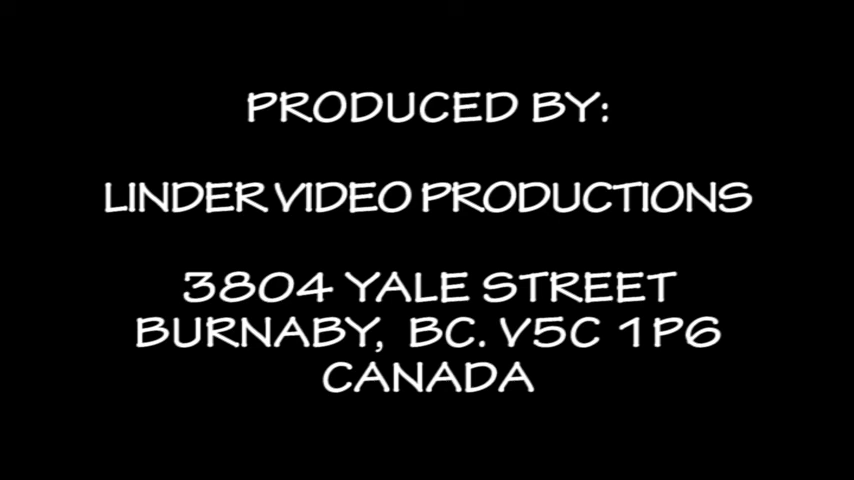 PRODUCED BY:
LINDER VIDEO PRODUCTIONS
3804 YALE STREET
BURNABY, BC. V5C 1P6
CANADA